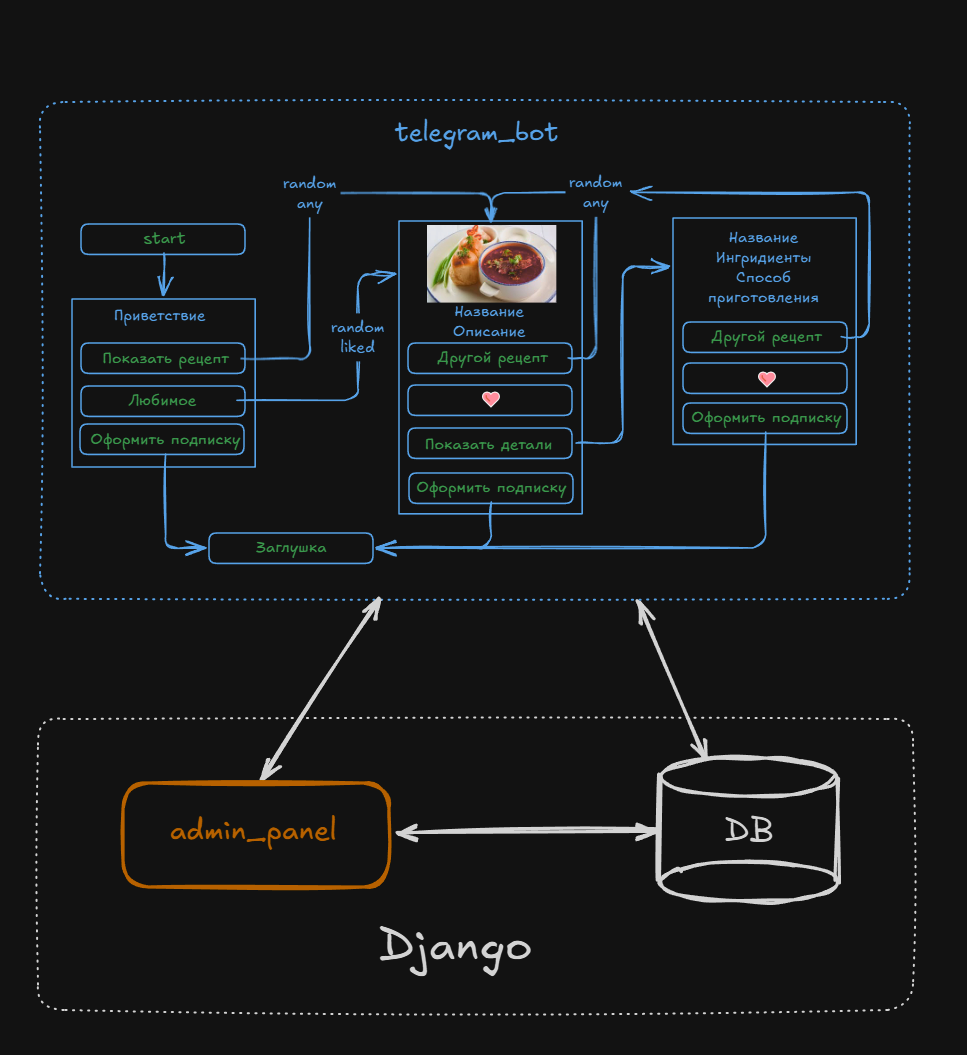 telegram_bot
random
any
random
any
start
Приветствие
Показать рецепт
Любимое
Оформить подписку
random
liked
Название
Описание
Другой рецепт
Показать детали
Оформить подписку
Название
Ингридиенты
Способ
приготовления
Другой рецепт
Оформить подписку
Заглушка
admin_panel
DB
Django